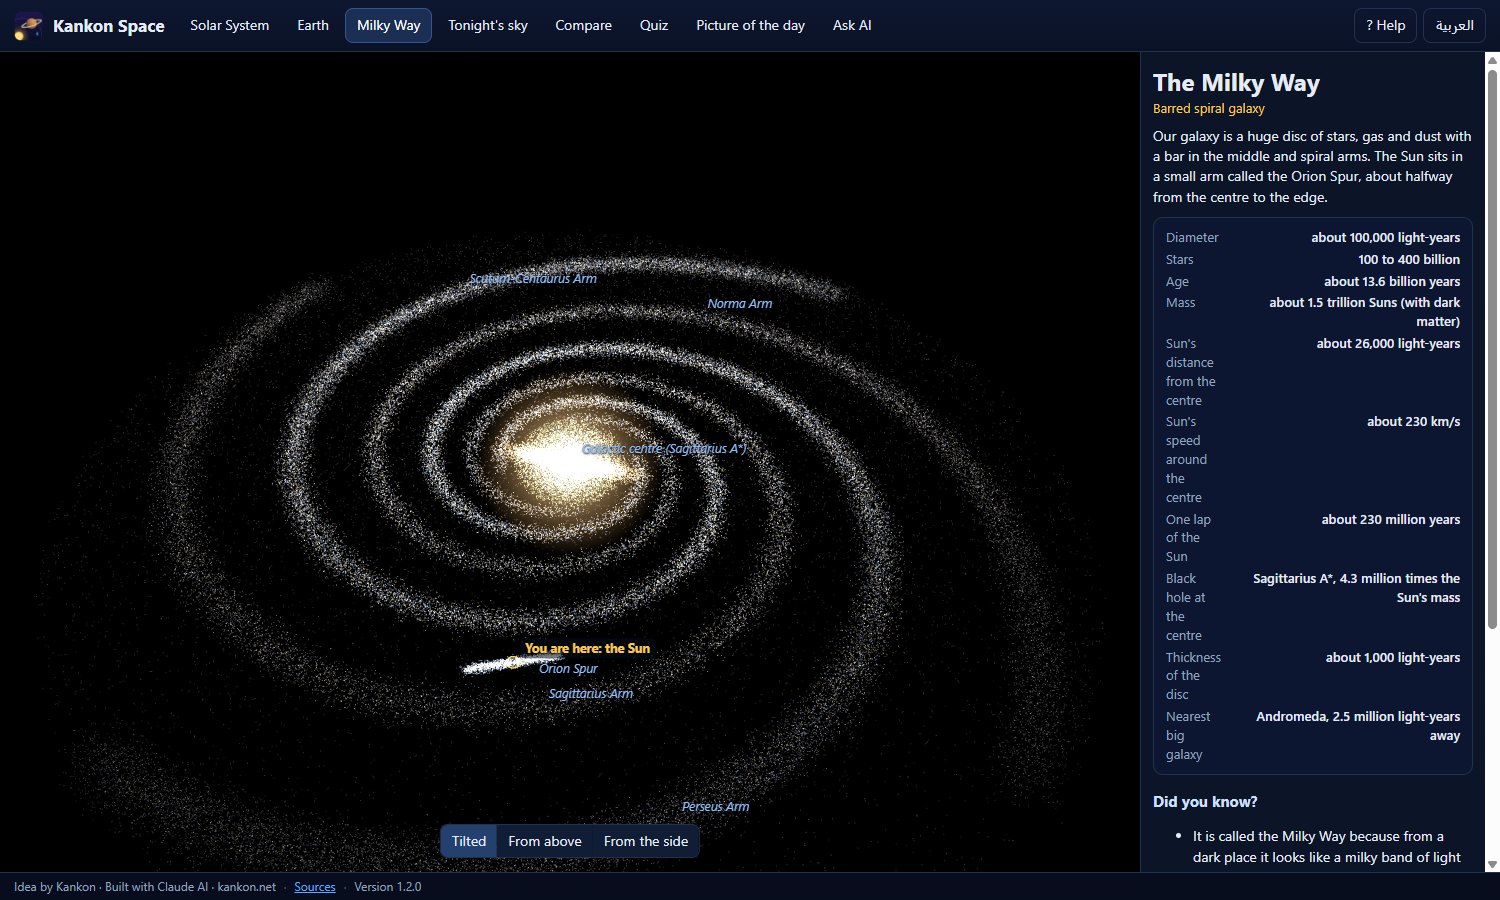 Kankon Space
Solar System
Earth
Milky Way
Tonight's sky
Compare
Quiz
Picture of the day
Ask AI
? Help
العربية
Scutum-Centaurus Arm
Norma Arm
Galactic centre (Sagittarius A*)
You are here: the Sun
Orion Spur
Sagittarius Arm
Perseus Arm
Tilted
From above
From the side
The Milky Way
Barred spiral galaxy
Our galaxy is a huge disc of stars, gas and dust with
a bar in the middle and spiral arms. The Sun sits in
a small arm called the Orion Spur, about halfway
from the centre to the edge.
Diameter about 100,000 light-years
Stars 100 to 400 billion
Age about 13.6 billion years
Mass about 1.5 trillion Suns (with dark
matter)
Sun's about 26,000 light-years
distance
from the
centre
Sun's about 230 km/s
speed
around
the
centre
One lap about 230 million years
of the
Sun
Black Sagittarius A*, 4.3 million times the
hole at Sun's mass
the
centre
Thickness about 1,000 light-years
of the
disc
Nearest Andromeda, 2.5 million light-years
big away
galaxy
Did you know?
• It is called the Milky Way because from a
dark place it looks like a milky band of light
Idea by Kankon · Built with Claude AI · kankon.net · Sources · Version 1.2.0